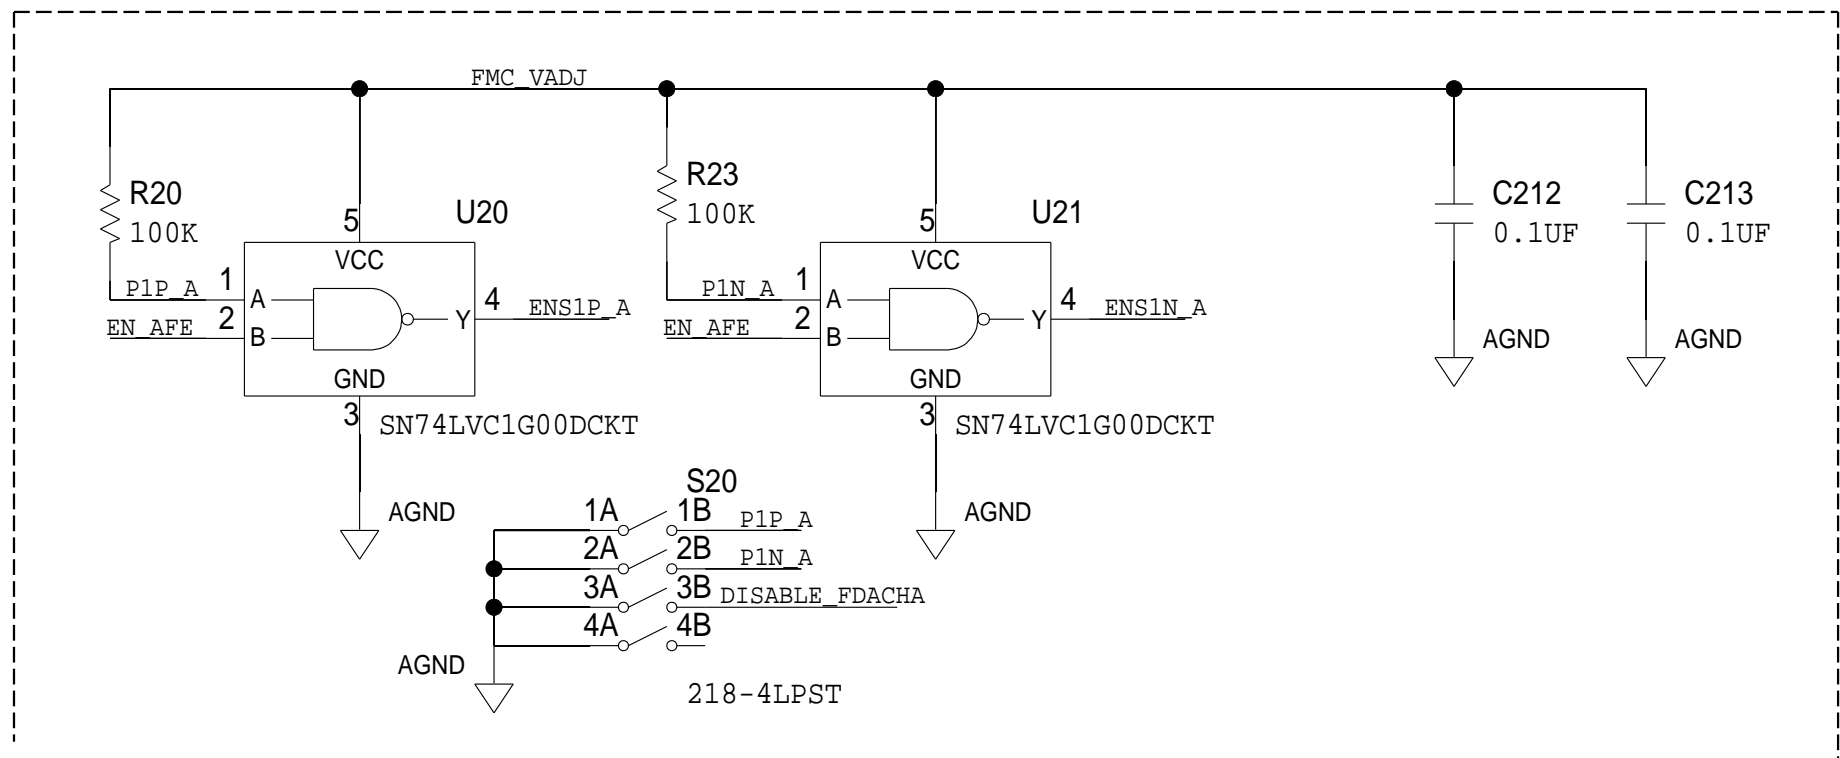 FMC_VADJ
R20
100K
5
U20
VCC
P1P_A
1
A
EN_AFE
2
B
Y
4
ENS1P_A
GND
3
SN74LVC1G00DCKT
AGND
R23
100K
5
U21
VCC
P1N_A
1
A
EN_AFE
2
B
Y
4
ENS1N_A
GND
3
SN74LVC1G00DCKT
AGND
C212
0.1UF
AGND
C213
0.1UF
AGND
S20
1A
1B
P1P_A
2A
2B
P1N_A
3A
3B
DISABLE_FDACHA
4A
4B
AGND
218-4LPST